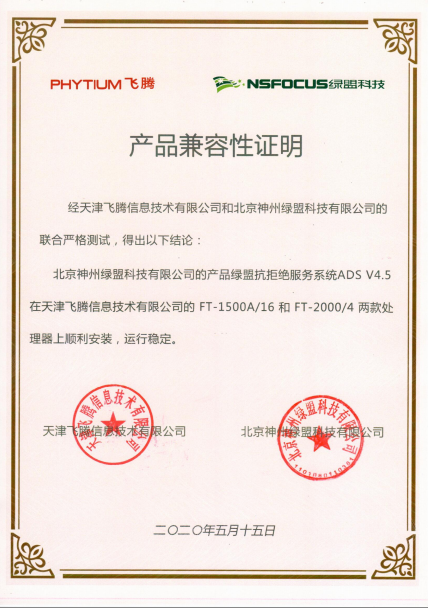 PHYTIUM飞腾
NSFOCUS绿盟科技
产品兼容性证明
经天津飞腾信息技术有限公司和北京神州绿盟科技有限公司的
联合严格测试，得出以下结论：
北京神州绿盟科技有限公司的产品绿盟抗拒绝服务系统ADS V4.5
在天津飞腾信息技术有限公司的 FT-1500A/16 和 FT-2000/4 两款处
理器上顺利安装，运行稳定。
天津飞腾信息技术有限公司
天津飞腾信息技术有限公司
北京神州绿盟科技有限公司
北京神州绿盟科技有限公司
二〇二〇年五月十五日